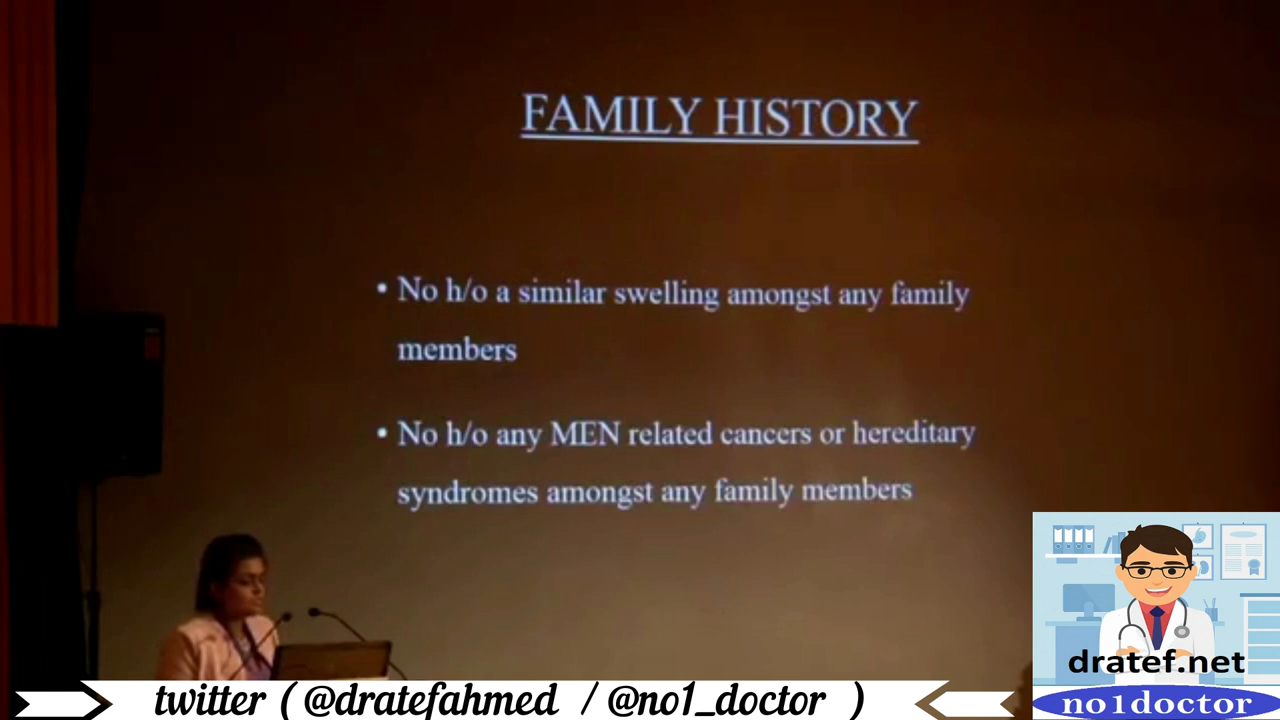 FAMILY HISTORY
• No h/o a similar swelling amongst any family
members
• No h/o any MEN related cancers or hereditary
syndromes amongst any family members
dratef.net
no1doctor
twitter ( @dratefahmed / @no1_doctor )